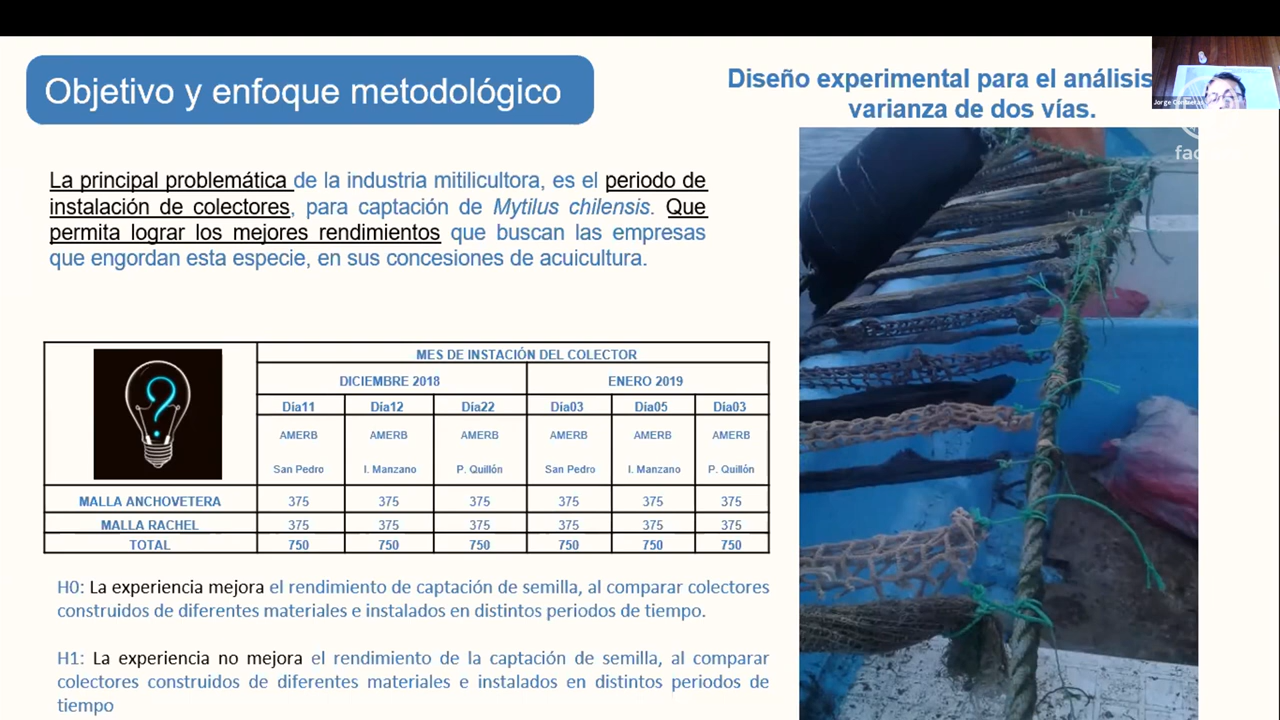 Objetivo y enfoque metodológico
Diseño experimental para el análisis
varianza de dos vías.
La principal problemática de la industria mitilicultora, es el periodo de
instalación de colectores, para captación de Mytilus chilensis. Que
permita lograr los mejores rendimientos que buscan las empresas
que engordan esta especie, en sus concesiones de acuicultura.
MES DE INSTACIÓN DEL COLECTOR
DICIEMBRE 2018 ENERO 2019
Día11 Día12 Día22 Día03 Día05 Día03
AMERB AMERB AMERB AMERB AMERB AMERB
San Pedro I. Manzano P. Quillón San Pedro I. Manzano P. Quillón
MALLA ANCHOVETERA 375 375 375 375 375 375
MALLA RACHEL 375 375 375 375 375 375
TOTAL 750 750 750 750 750 750
H0: La experiencia mejora el rendimiento de captación de semilla, al comparar colectores
construidos de diferentes materiales e instalados en distintos periodos de tiempo.
H1: La experiencia no mejora el rendimiento de la captación de semilla, al comparar
colectores construidos de diferentes materiales e instalados en distintos periodos de
tiempo
Jorge